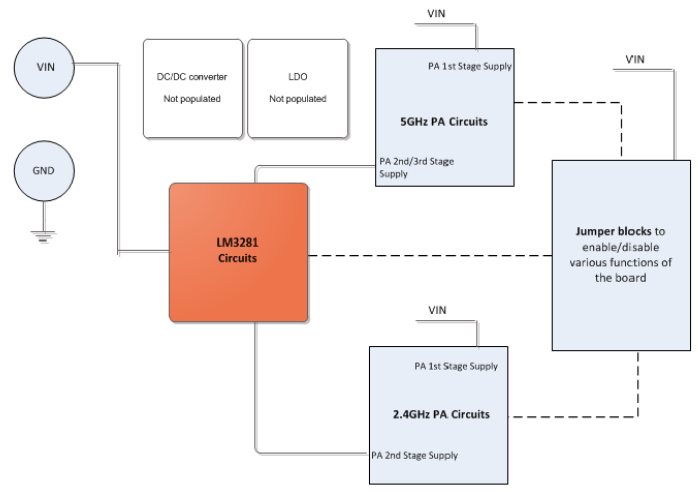 VIN
VIN
V'IN
DC/DC converter
Not populated
LDO
Not populated
PA 1st Stage Supply
5GHz PA Circuits
PA 2nd/3rd Stage
Supply
GND
LM3281
Circuits
Jumper blocks to
enable/disable
various functions of
the board
VIN
PA 1st Stage Supply
2.4GHz PA Circuits
PA 2nd Stage Supply